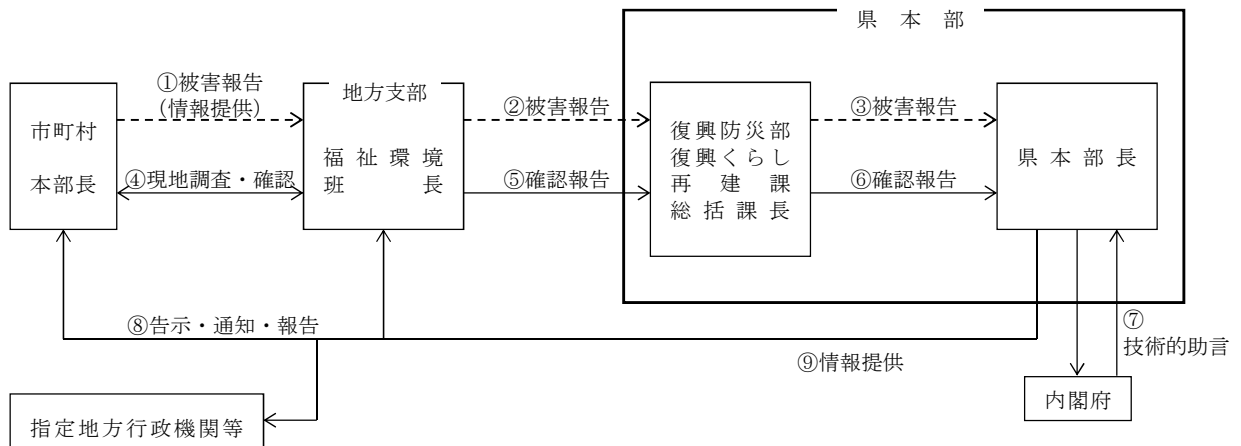 県本部
①被害報告
(情報提供)
地方支部
②被害報告
③被害報告
市町村
本部長
福祉環境
班長
復興防災部
復興くらし
再建課
総括課長
県本部長
④現地調査・確認
⑤確認報告
⑥確認報告
⑧告示・通知・報告
⑦
技術的助言
⑨情報提供
内閣府
指定地方行政機関等